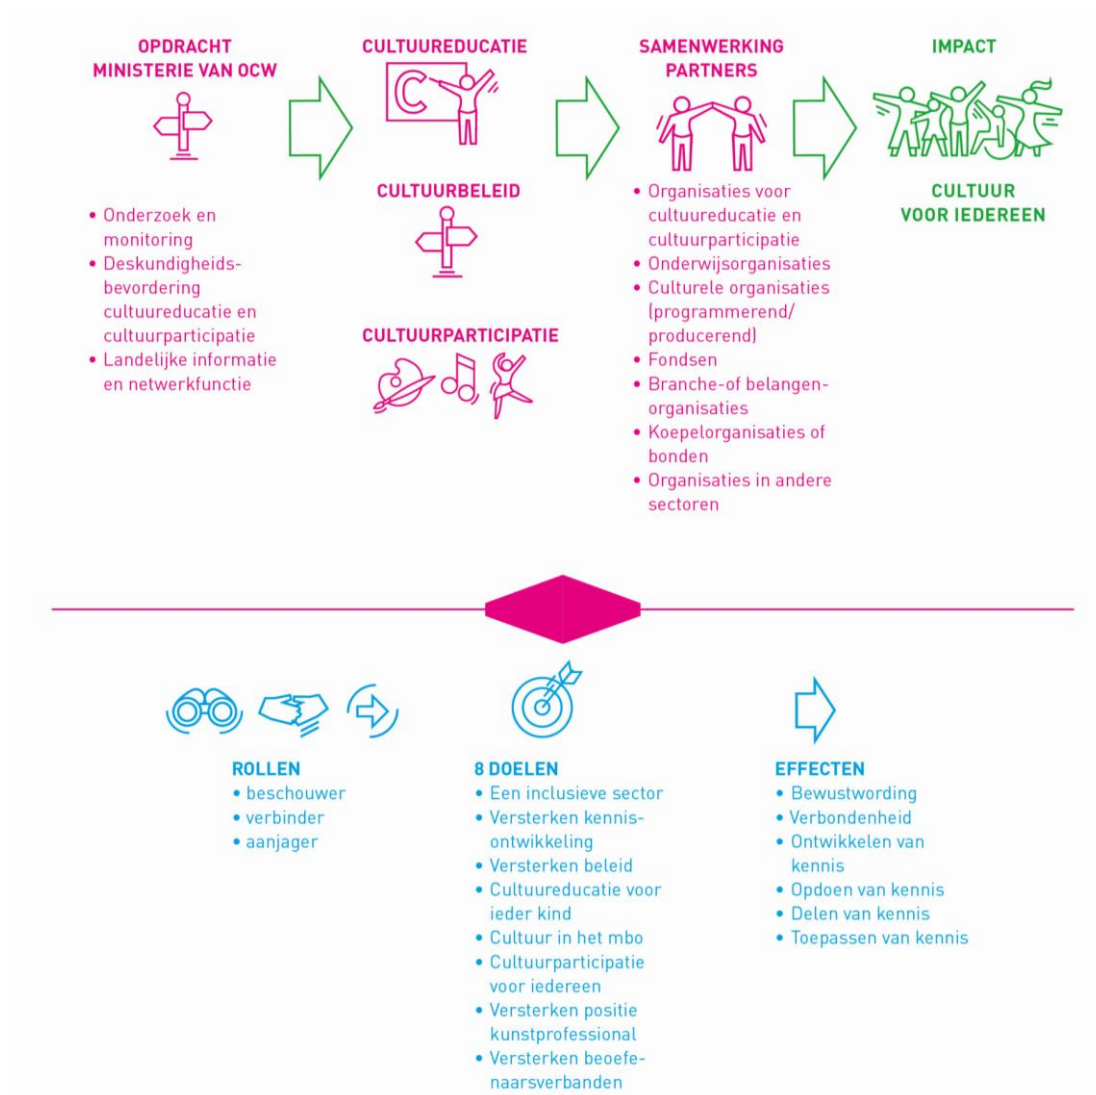 OPDRACHT
MINISTERIE VAN OCW
• Onderzoek en
monitoring
• Deskundigheids-
bevordering
cultuureducatie en
cultuurparticipatie
• Landelijke informatie
en netwerkfunctie
CULTUUREDUCATIE
C
CULTUURBELEID
CULTUURPARTICIPATIE
SAMENWERKING
PARTNERS
• Organisaties voor
cultuureducatie en
cultuurparticipatie
• Onderwijsorganisaties
• Culturele organisaties
(programmerend/
producerend)
• Fondsen
• Branche-of belangen-
organisaties
• Koepelorganisaties of
bonden
• Organisaties in andere
sectoren
IMPACT
CULTUUR
VOOR IEDEREEN
ROLLEN
• beschouwer
• verbinder
• aanjager
8 DOELEN
• Een inclusieve sector
• Versterken kennis-
ontwikkeling
• Versterken beleid
• Cultuureducatie voor
ieder kind
• Cultuur in het mbo
• Cultuurparticipatie
voor iedereen
• Versterken positie
kunstprofessional
• Versterken beoefe-
naarsverbanden
EFFECTEN
• Bewustwording
• Verbondenheid
• Ontwikkelen van
kennis
• Opdoen van kennis
• Delen van kennis
• Toepassen van kennis